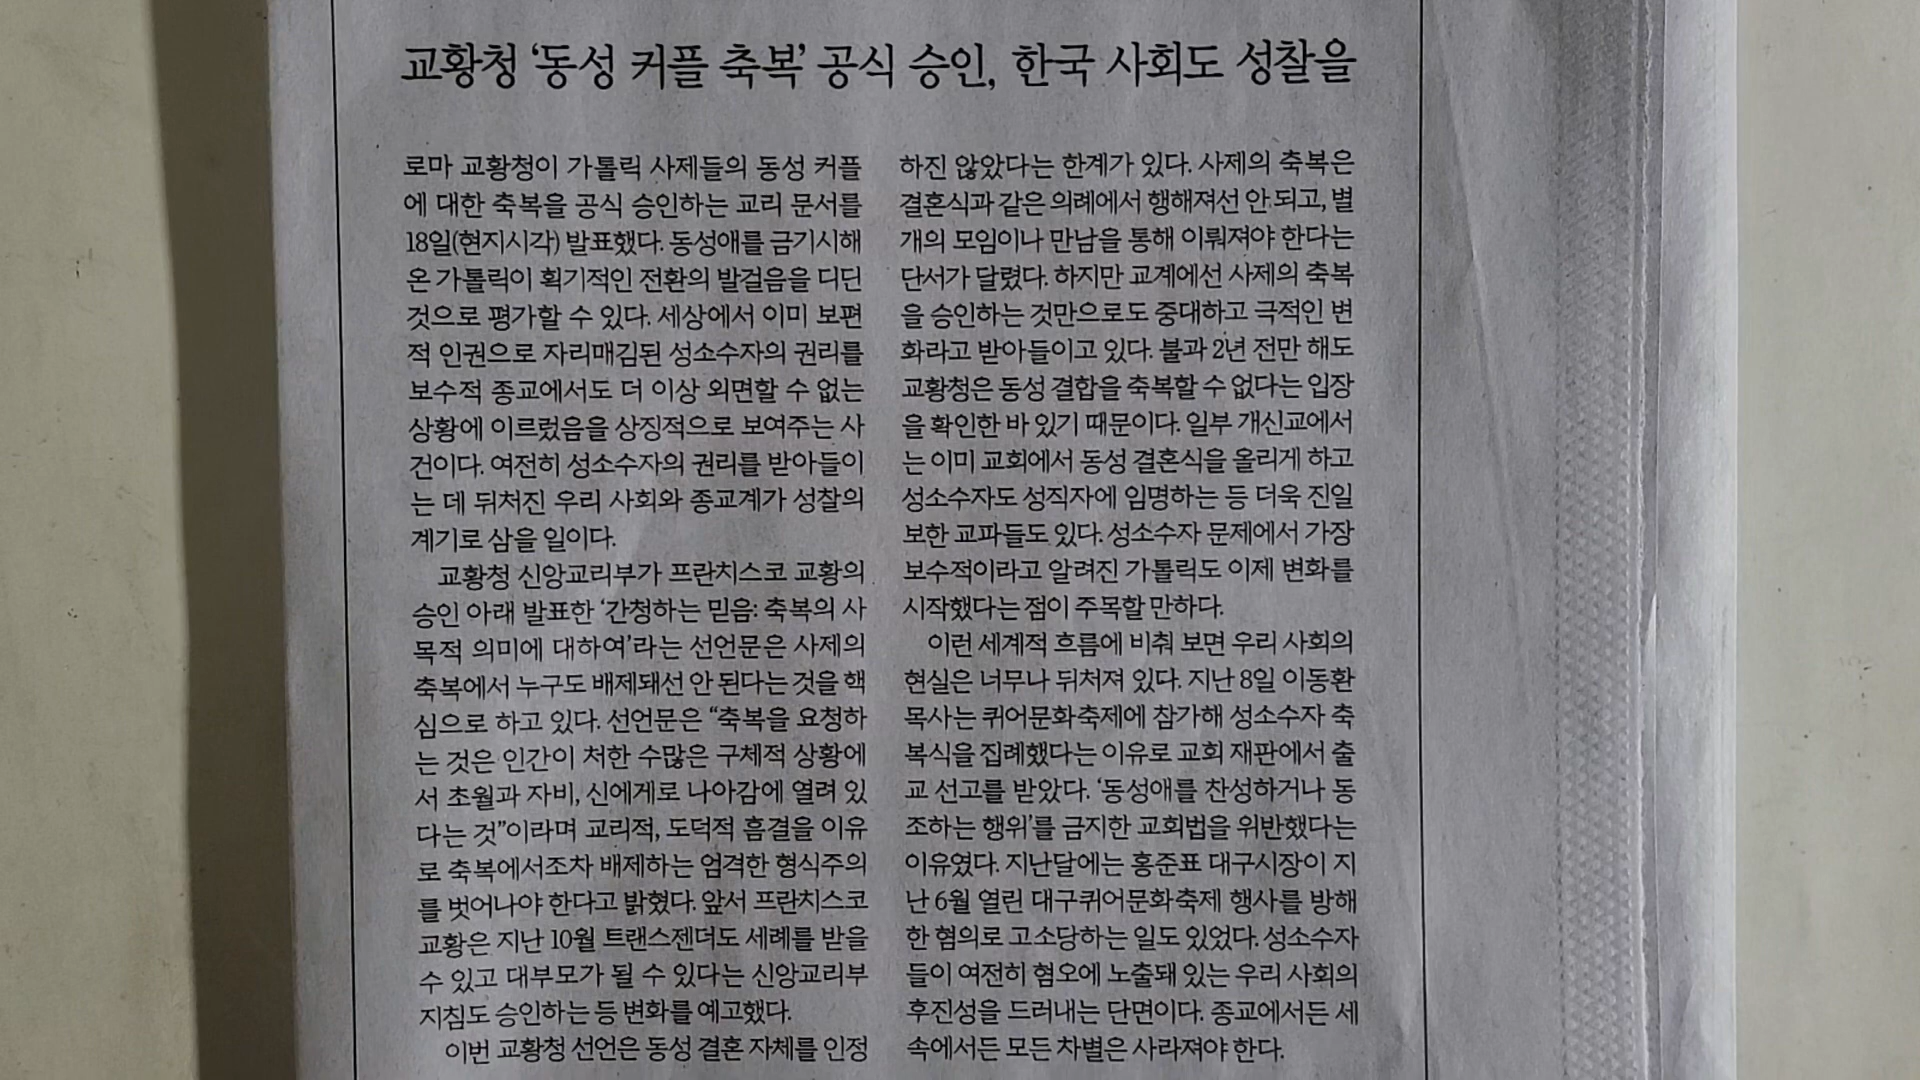 교황청 ‘동성 커플 축복’ 공식 승인, 한국 사회도 성찰을
로마 교황청이 가톨릭 사제들의 동성 커플
에 대한 축복을 공식 승인하는 교리 문서를
18일(현지시각) 발표했다. 동성애를 금기시해
온 가톨릭이 획기적인 전환의 발걸음을 디딘
것으로 평가할 수 있다. 세상에서 이미 보편
적 인권으로 자리매김된 성소수자의 권리를
보수적 종교에서도 더 이상 외면할 수 없는
상황에 이르렀음을 상징적으로 보여주는 사
건이다. 여전히 성소수자의 권리를 받아들이
는 데 뒤처진 우리 사회와 종교계가 성찰의
계기로 삼을 일이다.
교황청 신앙교리부가 프란치스코 교황의
승인 아래 발표한 ‘간청하는 믿음: 축복의 사
목적 의미에 대하여’라는 선언문은 사제의
축복에서 누구도 배제돼선 안 된다는 것을 핵
심으로 하고 있다. 선언문은 “축복을 요청하
는 것은 인간이 처한 수많은 구체적 상황에
서 초월과 자비, 신에게로 나아감에 열려 있
다는 것”이라며 교리적, 도덕적 흠결을 이유
로 축복에서조차 배제하는 엄격한 형식주의
를 벗어나야 한다고 밝혔다. 앞서 프란치스코
교황은 지난 10월 트랜스젠더도 세례를 받을
수 있고 대부모가 될 수 있다는 신앙교리부
지침도 승인하는 등 변화를 예고했다.
이번 교황청 선언은 동성 결혼 자체를 인정
하진 않았다는 한계가 있다. 사제의 축복은
결혼식과 같은 의례에서 행해져선 안 되고, 별
개의 모임이나 만남을 통해 이뤄져야 한다는
단서가 달렸다. 하지만 교계에선 사제의 축복
을 승인하는 것만으로도 중대하고 극적인 변
화라고 받아들이고 있다. 불과 2년 전만 해도
교황청은 동성 결합을 축복할 수 없다는 입장
을 확인한 바 있기 때문이다. 일부 개신교에서
는 이미 교회에서 동성 결혼식을 올리게 하고
성소수자도 성직자에 임명하는 등 더욱 진일
보한 교파들도 있다. 성소수자 문제에서 가장
보수적이라고 알려진 가톨릭도 이제 변화를
시작했다는 점이 주목할 만하다.
이런 세계적 흐름에 비춰 보면 우리 사회의
현실은 너무나 뒤처져 있다. 지난 8일 이동환
목사는 퀴어문화축제에 참가해 성소수자 축
복식을 집례했다는 이유로 교회 재판에서 출
교 선고를 받았다. ‘동성애를 찬성하거나 동
조하는 행위’를 금지한 교회법을 위반했다는
이유였다. 지난달에는 홍준표 대구시장이 지
난 6월 열린 대구퀴어문화축제 행사를 방해
한 혐의로 고소당하는 일도 있었다. 성소수자
들이 여전히 혐오에 노출돼 있는 우리 사회의
후진성을 드러내는 단면이다. 종교에서든 세
속에서든 모든 차별은 사라져야 한다.